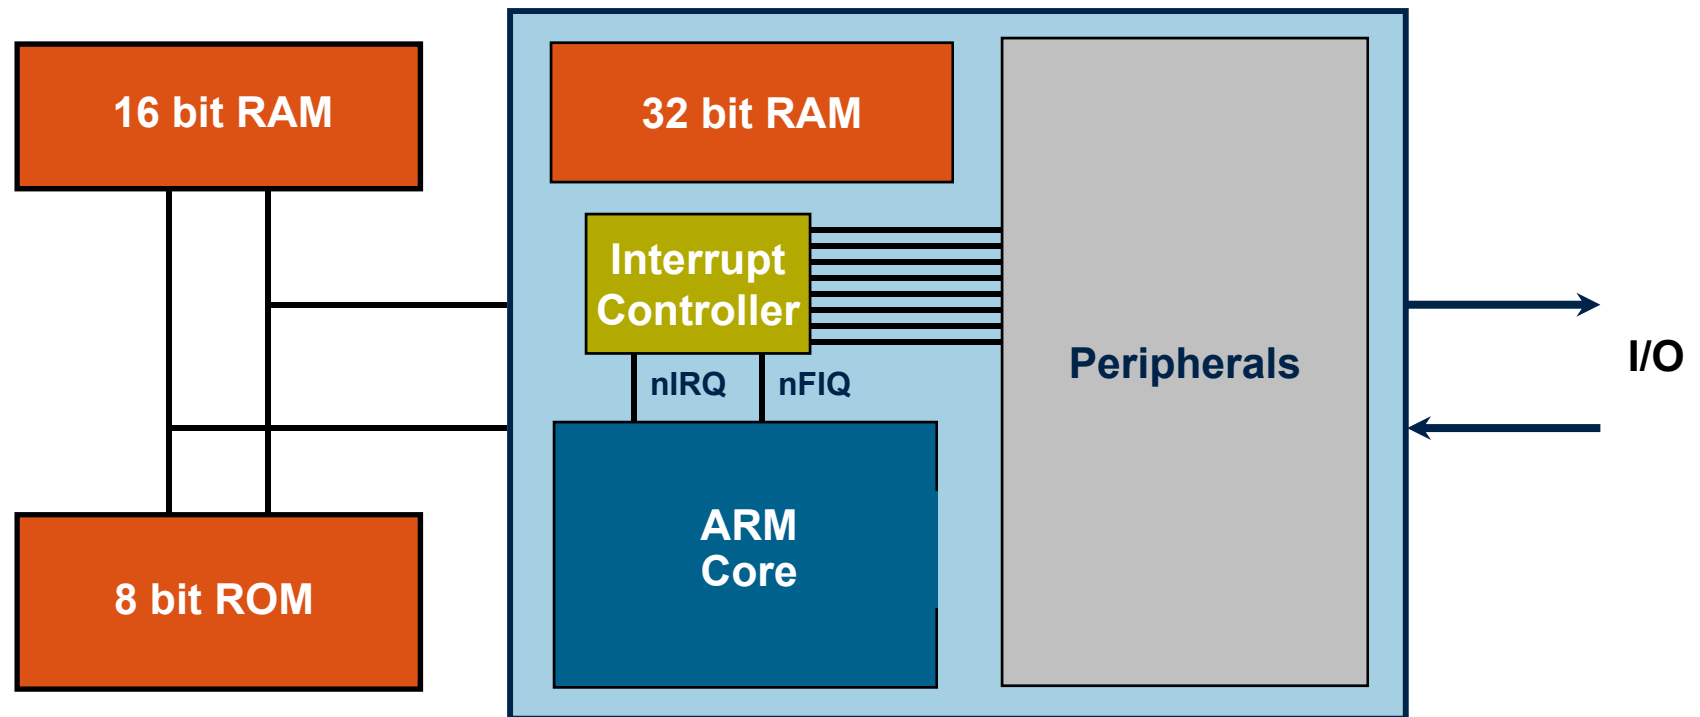 16 bit RAM
32 bit RAM
Interrupt
Controller
nIRQ
nFIQ
Peripherals
I/O
ARM
Core
8 bit ROM